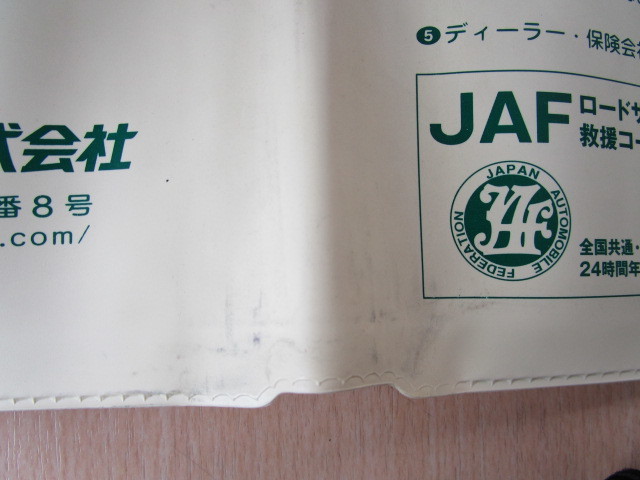 式会社
番8号
.com/
❺ディーラー・保険会社
JAF
ロードサ
救援コー
JAPAN AUTOMOBILE FEDERATION
JAF
全国共通・
24時間年